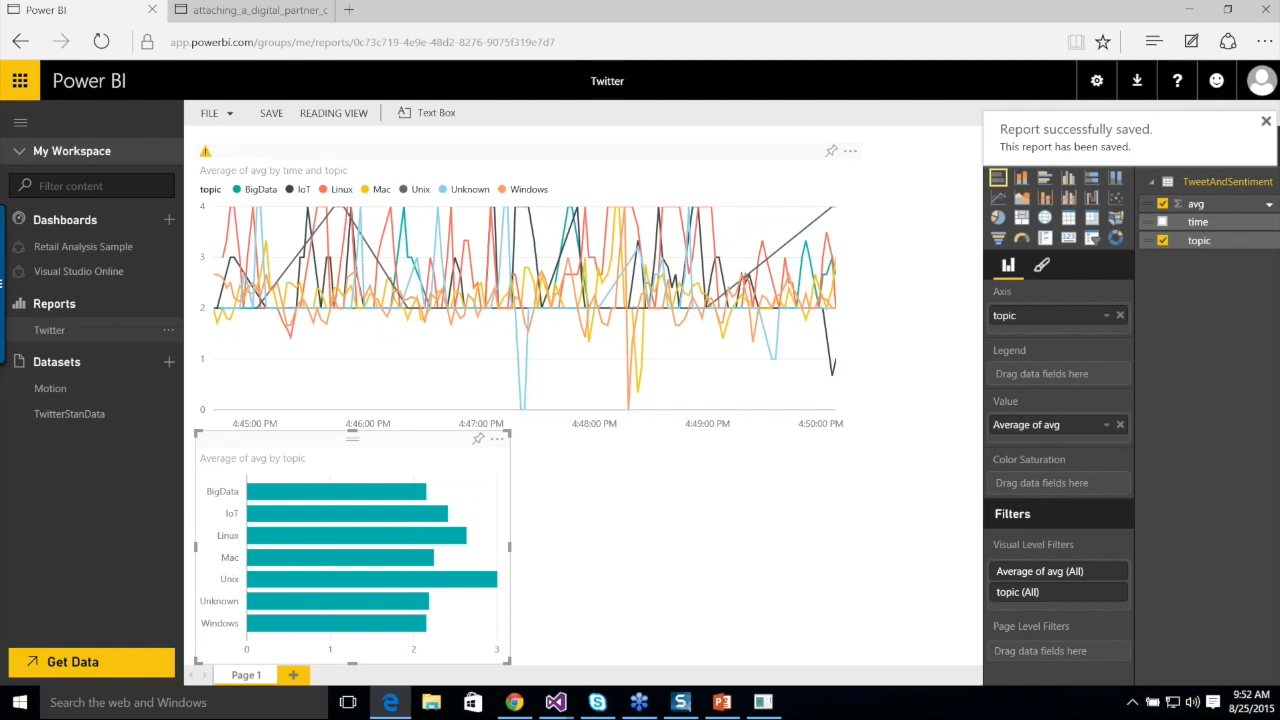 Power BI
attaching_a_digital_partner_c
app.powerbi.com/groups/me/reports/0c73c719-4e9e-48d2-8276-9075f319e7d7
Power BI
Twitter
?
FILE
SAVE
READING VIEW
Text Box
Report successfully saved.
This report has been saved.
My Workspace
Filter content
Dashboards
Retail Analysis Sample
Visual Studio Online
Reports
Twitter
Datasets
Motion
TwitterStanData
Get Data
Average of avg by time and topic
topic BigData IoT Linux Mac Unix Unknown Windows
4
3
2
1
0
4:45:00 PM 4:46:00 PM 4:47:00 PM 4:48:00 PM 4:49:00 PM 4:50:00 PM
Average of avg by topic
BigData
IoT
Linux
Mac
Unix
Unknown
Windows
0 1 2 3
Page 1
TweetAndSentiment
Σ avg
time
topic
Axis
topic
Legend
Drag data fields here
Value
Average of avg
Color Saturation
Drag data fields here
Filters
Visual Level Filters
Average of avg (All)
topic (All)
Page Level Filters
Drag data fields here
Search the web and Windows
9:52 AM
8/25/2015